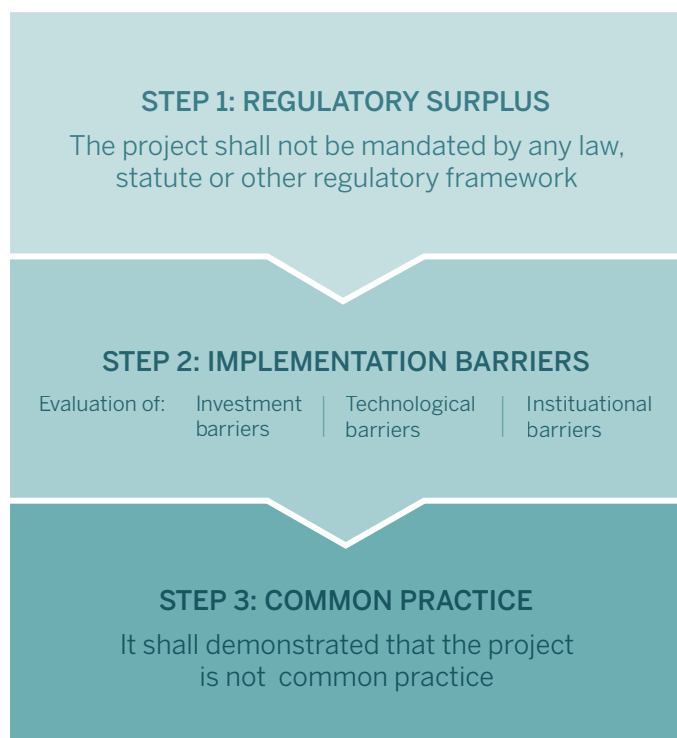 STEP 1: REGULATORY SURPLUS
The project shall not be mandated by any law,
statute or other regulatory framework
STEP 2: IMPLEMENTATION BARRIERS
Evaluation of:
Investment
barriers
Technological
barriers
Instituational
barriers
STEP 3: COMMON PRACTICE
It shall demonstrated that the project
is not common practice